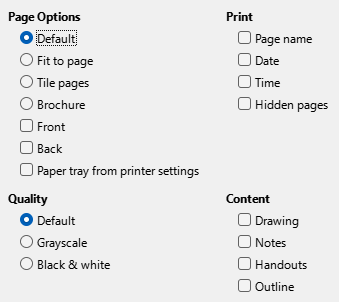 Page Options
Default
Fit to page
Tile pages
Brochure
Front
Back
Paper tray from printer settings
Print
Page name
Date
Time
Hidden pages
Quality
Default
Grayscale
Black & white
Content
Drawing
Notes
Handouts
Outline